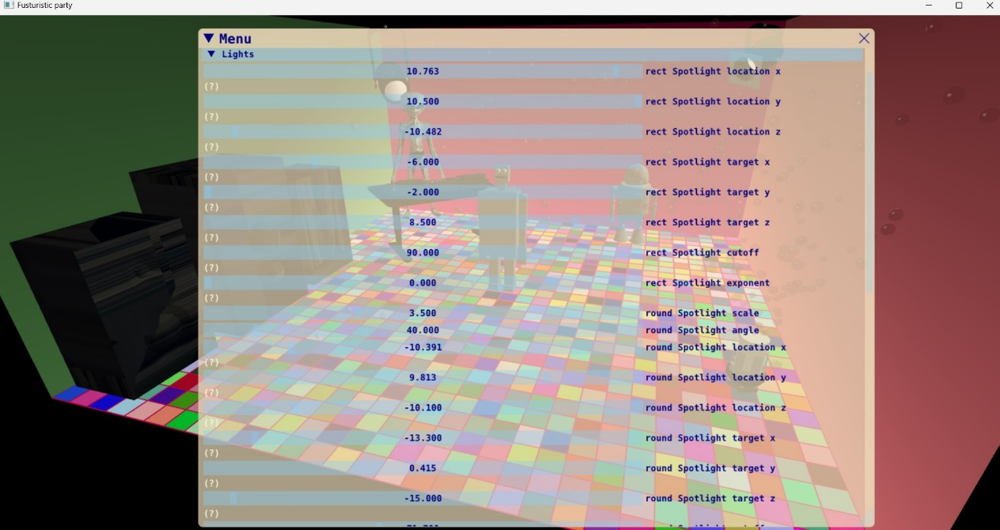 Fusturistic party
Menu
Lights
10.763 rect Spotlight location x
(?)
10.500 rect Spotlight location y
(?)
-10.482 rect Spotlight location z
(?)
-6.000 rect Spotlight target x
(?)
-2.000 rect Spotlight target y
(?)
8.500 rect Spotlight target z
(?)
90.000 rect Spotlight cutoff
(?)
0.000 rect Spotlight exponent
(?)
3.500 round Spotlight scale
40.000 round Spotlight angle
-10.391 round Spotlight location x
(?)
9.813 round Spotlight location y
(?)
-10.100 round Spotlight location z
(?)
-13.300 round Spotlight target x
(?)
0.415 round Spotlight target y
(?)
-15.000 round Spotlight target z
(?)